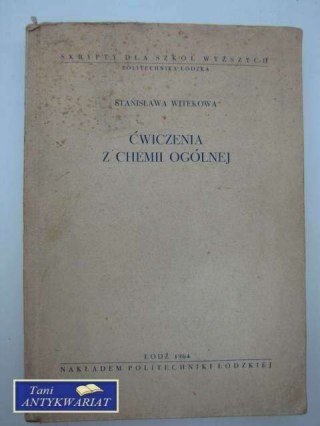 SKRYPTY DLA SZKÓŁ WYŻSZYCH
POLITECHNIKA ŁÓDZKA
STANISŁAWA WITEKOWA
ĆWICZENIA
Z CHEMII OGÓLNEJ
ŁÓDŹ 1964
NAKŁADEM POLITECHNIKI ŁÓDZKIEJ
Tani
ANTYKWARIAT